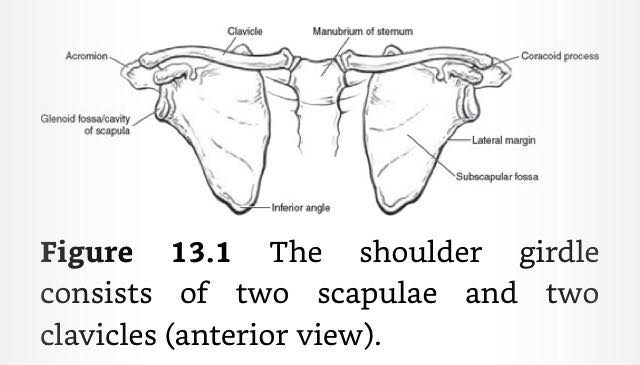 Clavicle
Manubrium of sternum
Acromion
Coracoid process
Glenoid fossa/cavity
of scapula
Lateral margin
Subscapular fossa
Inferior angle
Figure 13.1 The shoulder girdle
consists of two scapulae and two
clavicles (anterior view).